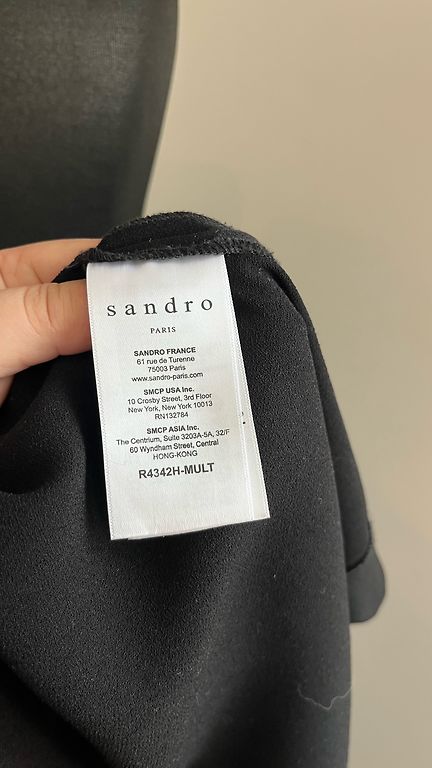 sandro
PARIS
SANDRO FRANCE
61 rue de Turenne
75003 Paris
www.sandro-paris.com
SMCP USA Inc.
10 Crosby Street, 3rd Floor
New York, New York 10013
RN132784
SMCP ASIA Inc.
The Centrium, Suite 3203A-5A, 32/F
60 Wyndham Street, Central
HONG-KONG
R4342H-MULT